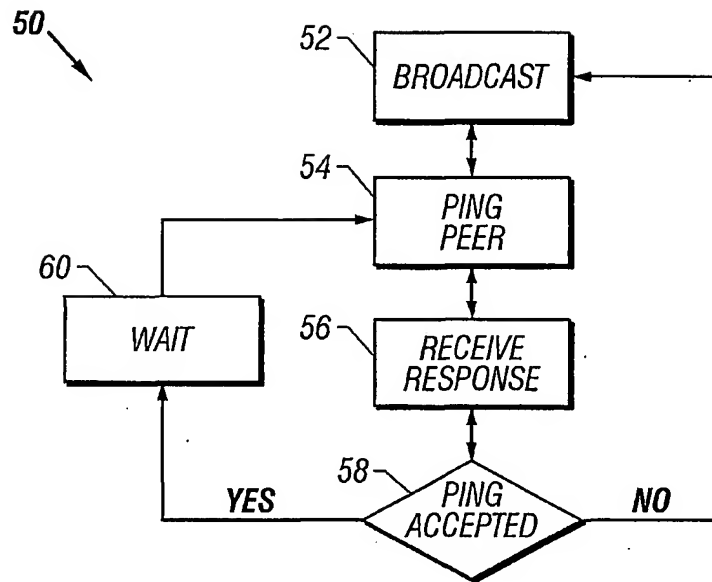 50
52
BROADCAST
54
PING
PEER
60
WAIT
56
RECEIVE
RESPONSE
58
PING
ACCEPTED
YES
NO